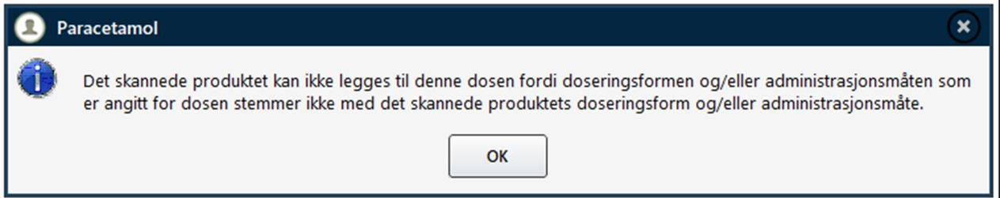 Paracetamol
Det skannede produktet kan ikke legges til denne dosen fordi doseringsformen og/eller administrasjonsmåten som
er angitt for dosen stemmer ikke med det skannede produktets doseringsform og/eller administrasjonsmåte.
OK